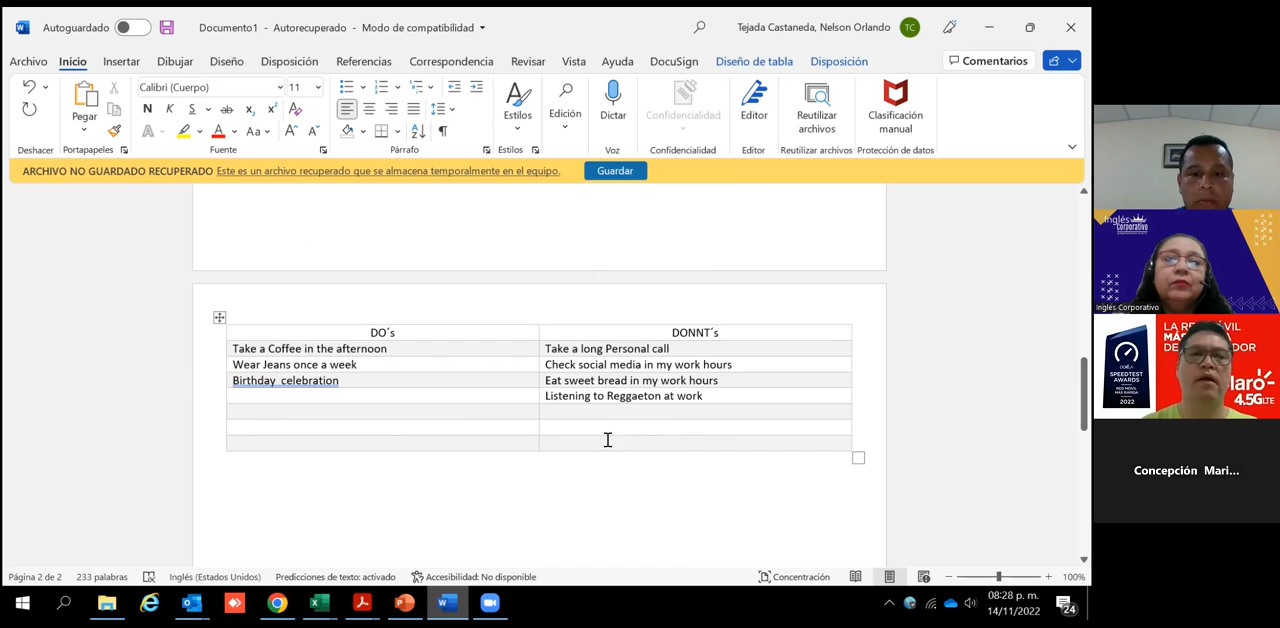 Autoguardado
Documento1 - Autorecuperado - Modo de compatibilidad
Tejada Castaneda, Nelson Orlando
TC
Archivo Inicio Insertar Dibujar Diseño Disposición Referencias Correspondencia Revisar Vista Ayuda DocuSign Diseño de tabla Disposición
Comentarios
Calibri (Cuerpo) 11
N K S ab x₂ x²
Aa
Pegar
Estilos
Edición
Dictar
Confidencialidad
Editor
Reutilizar
archivos
Clasificación
manual
Deshacer Portapapeles Fuente Párrafo Estilos Voz Confidencialidad Editor Reutilizar archivos Protección de datos
ARCHIVO NO GUARDADO RECUPERADO Este es un archivo recuperado que se almacena temporalmente en el equipo. Guardar
DO´s DONNT´s
Take a Coffee in the afternoon Take a long Personal call
Wear Jeans once a week Check social media in my work hours
Birthday celebration Eat sweet bread in my work hours
Listening to Reggaeton at work
Inglés
Corporativo
Inglés Corporativo
SPEEDTEST
AWARDS
2022
4.5G LTE
Concepción Mari...
Página 2 de 2 233 palabras Inglés (Estados Unidos) Predicciones de texto: activado Accesibilidad: No disponible Concentración 100%
08:28 p. m.
14/11/2022
24